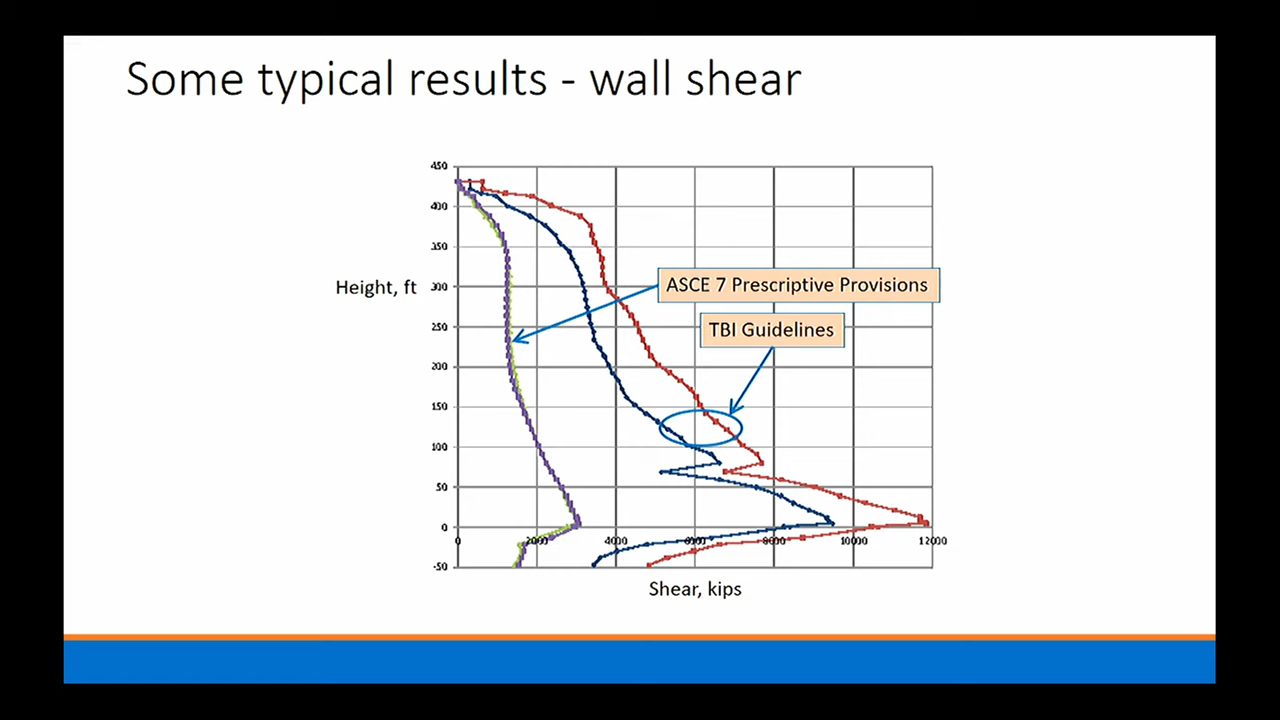 Some typical results - wall shear
450
400
350
Height, ft
300
ASCE 7 Prescriptive Provisions
250
TBI Guidelines
200
150
100
50
0
0 2000 4000 6000 8000 10000 12000
-50
Shear, kips